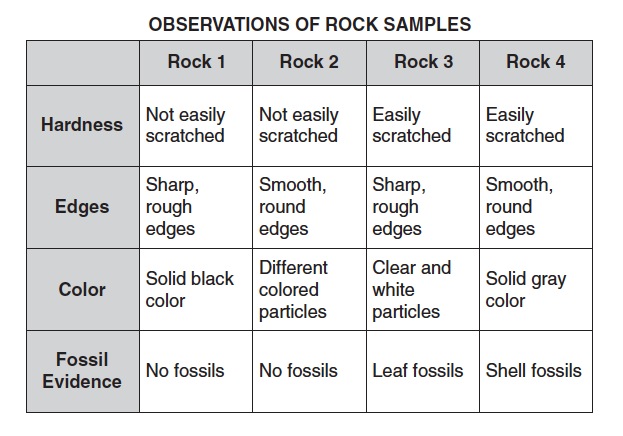 OBSERVATIONS OF ROCK SAMPLES
Rock 1 Rock 2 Rock 3 Rock 4
Hardness
Not easily
scratched
Not easily
scratched
Easily
scratched
Easily
scratched
Edges
Sharp,
rough
edges
Smooth,
round
edges
Sharp,
rough
edges
Smooth,
round
edges
Color
Solid black
color
Different
colored
particles
Clear and
white
particles
Solid gray
color
Fossil
Evidence
No fossils
No fossils
Leaf fossils
Shell fossils